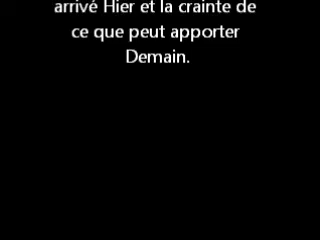 arrivé Hier et la crainte de
ce que peut apporter
Demain.